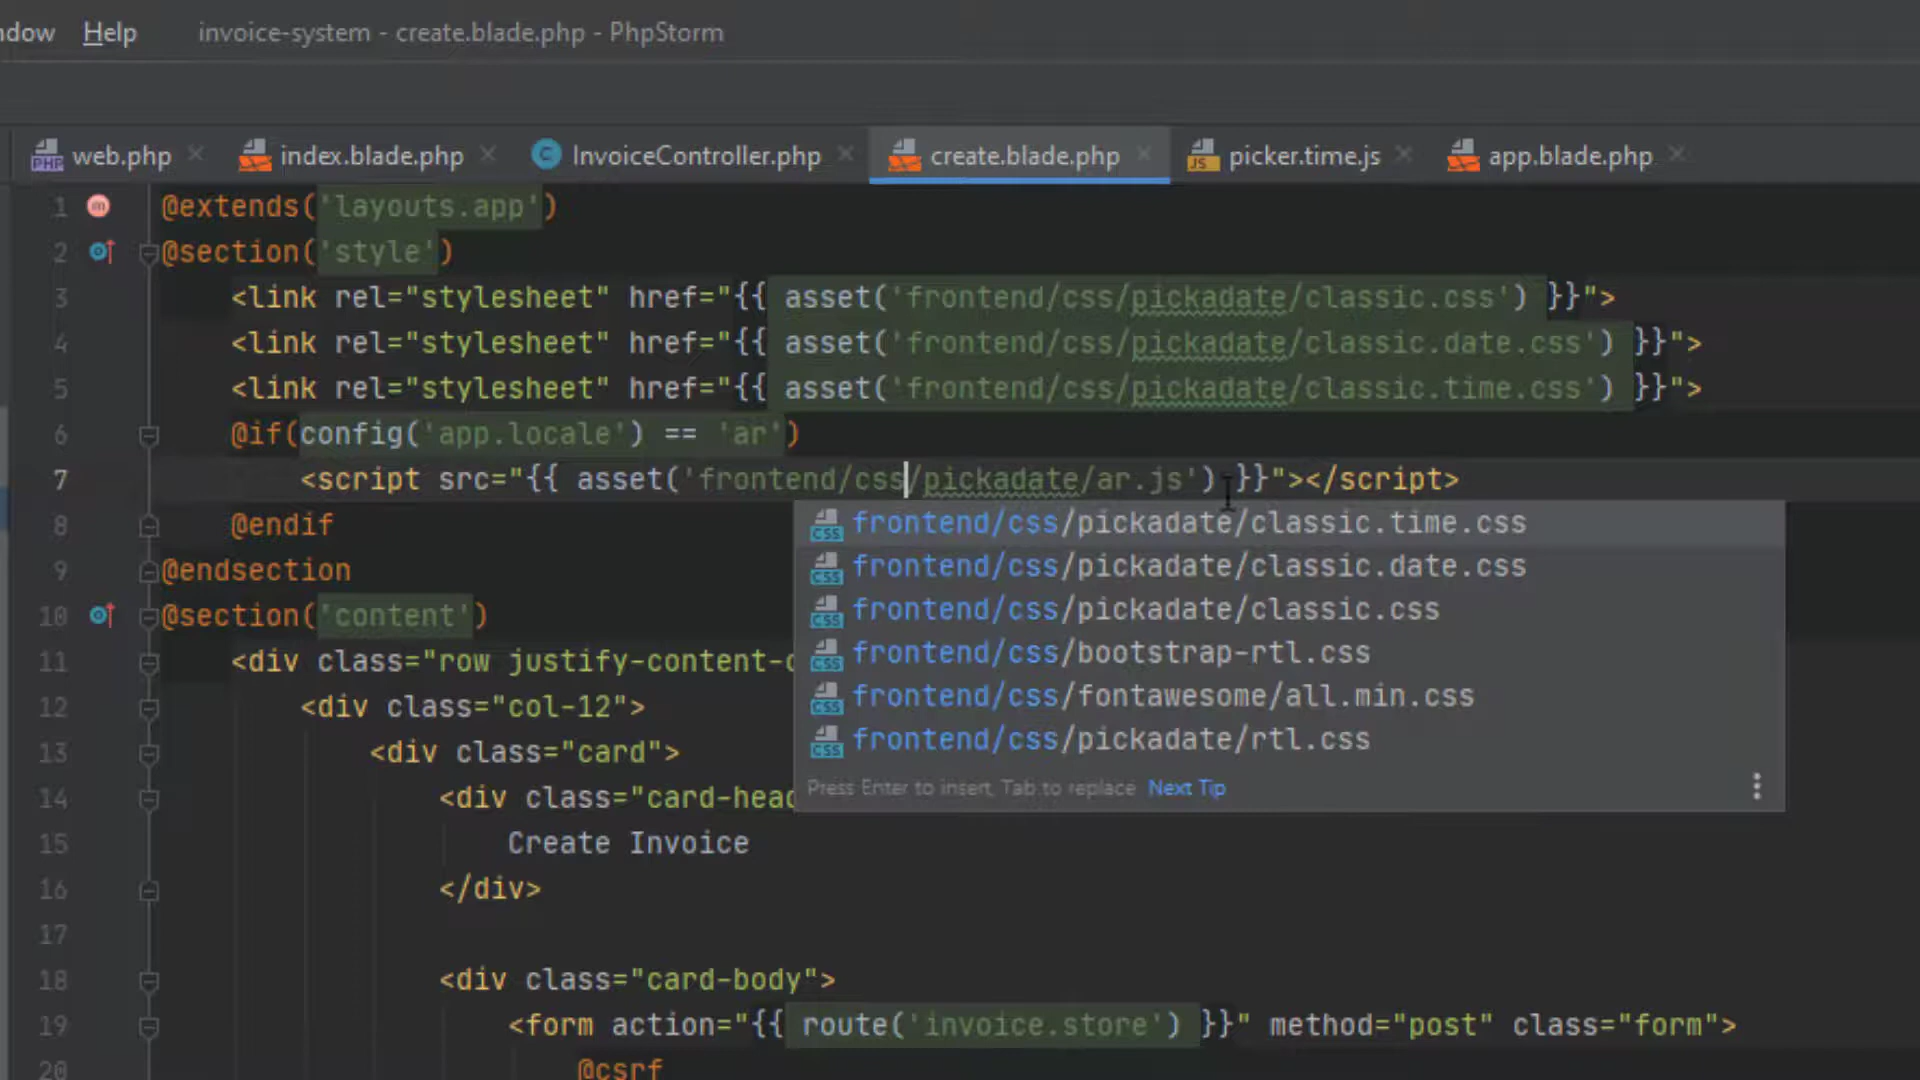 ndow Help invoice-system - create.blade.php - PhpStorm
web.php index.blade.php InvoiceController.php create.blade.php picker.time.js app.blade.php
1 @extends('layouts.app')
2 @section('style')
3 <link rel="stylesheet" href="{{ asset('frontend/css/pickadate/classic.css') }}">
4 <link rel="stylesheet" href="{{ asset('frontend/css/pickadate/classic.date.css') }}">
5 <link rel="stylesheet" href="{{ asset('frontend/css/pickadate/classic.time.css') }}">
6 @if(config('app.locale') == 'ar')
7 <script src="{{ asset('frontend/css/pickadate/ar.js') }}"></script>
8 @endif
frontend/css/pickadate/classic.time.css
9 @endsection
frontend/css/pickadate/classic.date.css
10 @section('content')
frontend/css/pickadate/classic.css
11 <div class="row justify-content-c
frontend/css/bootstrap-rtl.css
12 <div class="col-12">
frontend/css/fontawesome/all.min.css
13 <div class="card">
frontend/css/pickadate/rtl.css
14 <div class="card-head
Press Enter to insert, Tab to replace Next Tip
15 Create Invoice
16 </div>
17
18 <div class="card-body">
19 <form action="{{ route('invoice.store') }}" method="post" class="form">
20 @csrf